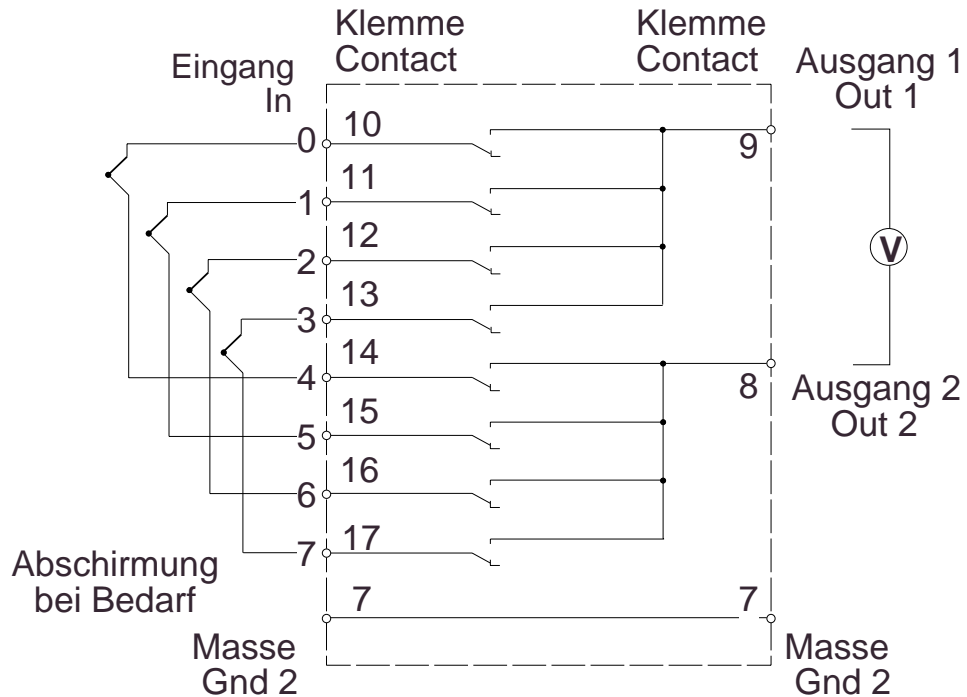 Klemme
Contact
Klemme
Contact
Eingang
In
Ausgang 1
Out 1
0
10
9
1
11
2
12
V
3
13
4
14
8
Ausgang 2
Out 2
5
15
6
16
7
17
Abschirmung
bei Bedarf
7
7
Masse
Gnd 2
Masse
Gnd 2